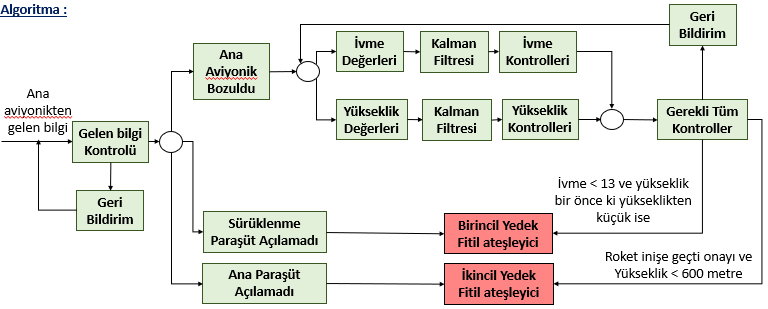 Algoritma :
Ana
aviyonikten
gelen bilgi
Gelen bilgi
Kontrolü
Geri
Bildirim
Ana
Aviyonik
Bozuldu
İvme
Değerleri
Kalman
Filtresi
İvme
Kontrolleri
Geri
Bildirim
Yükseklik
Değerleri
Kalman
Filtresi
Yükseklik
Kontrolleri
Gerekli Tüm
Kontroller
İvme < 13 ve yükseklik
bir önce ki yükseklikten
küçük ise
Sürüklenme
Paraşüt Açılamadı
Birincil Yedek
Fitil ateşleyici
Roket inişe geçti onayı ve
Yükseklik < 600 metre
Ana Paraşüt
Açılamadı
İkincil Yedek
Fitil ateşleyici